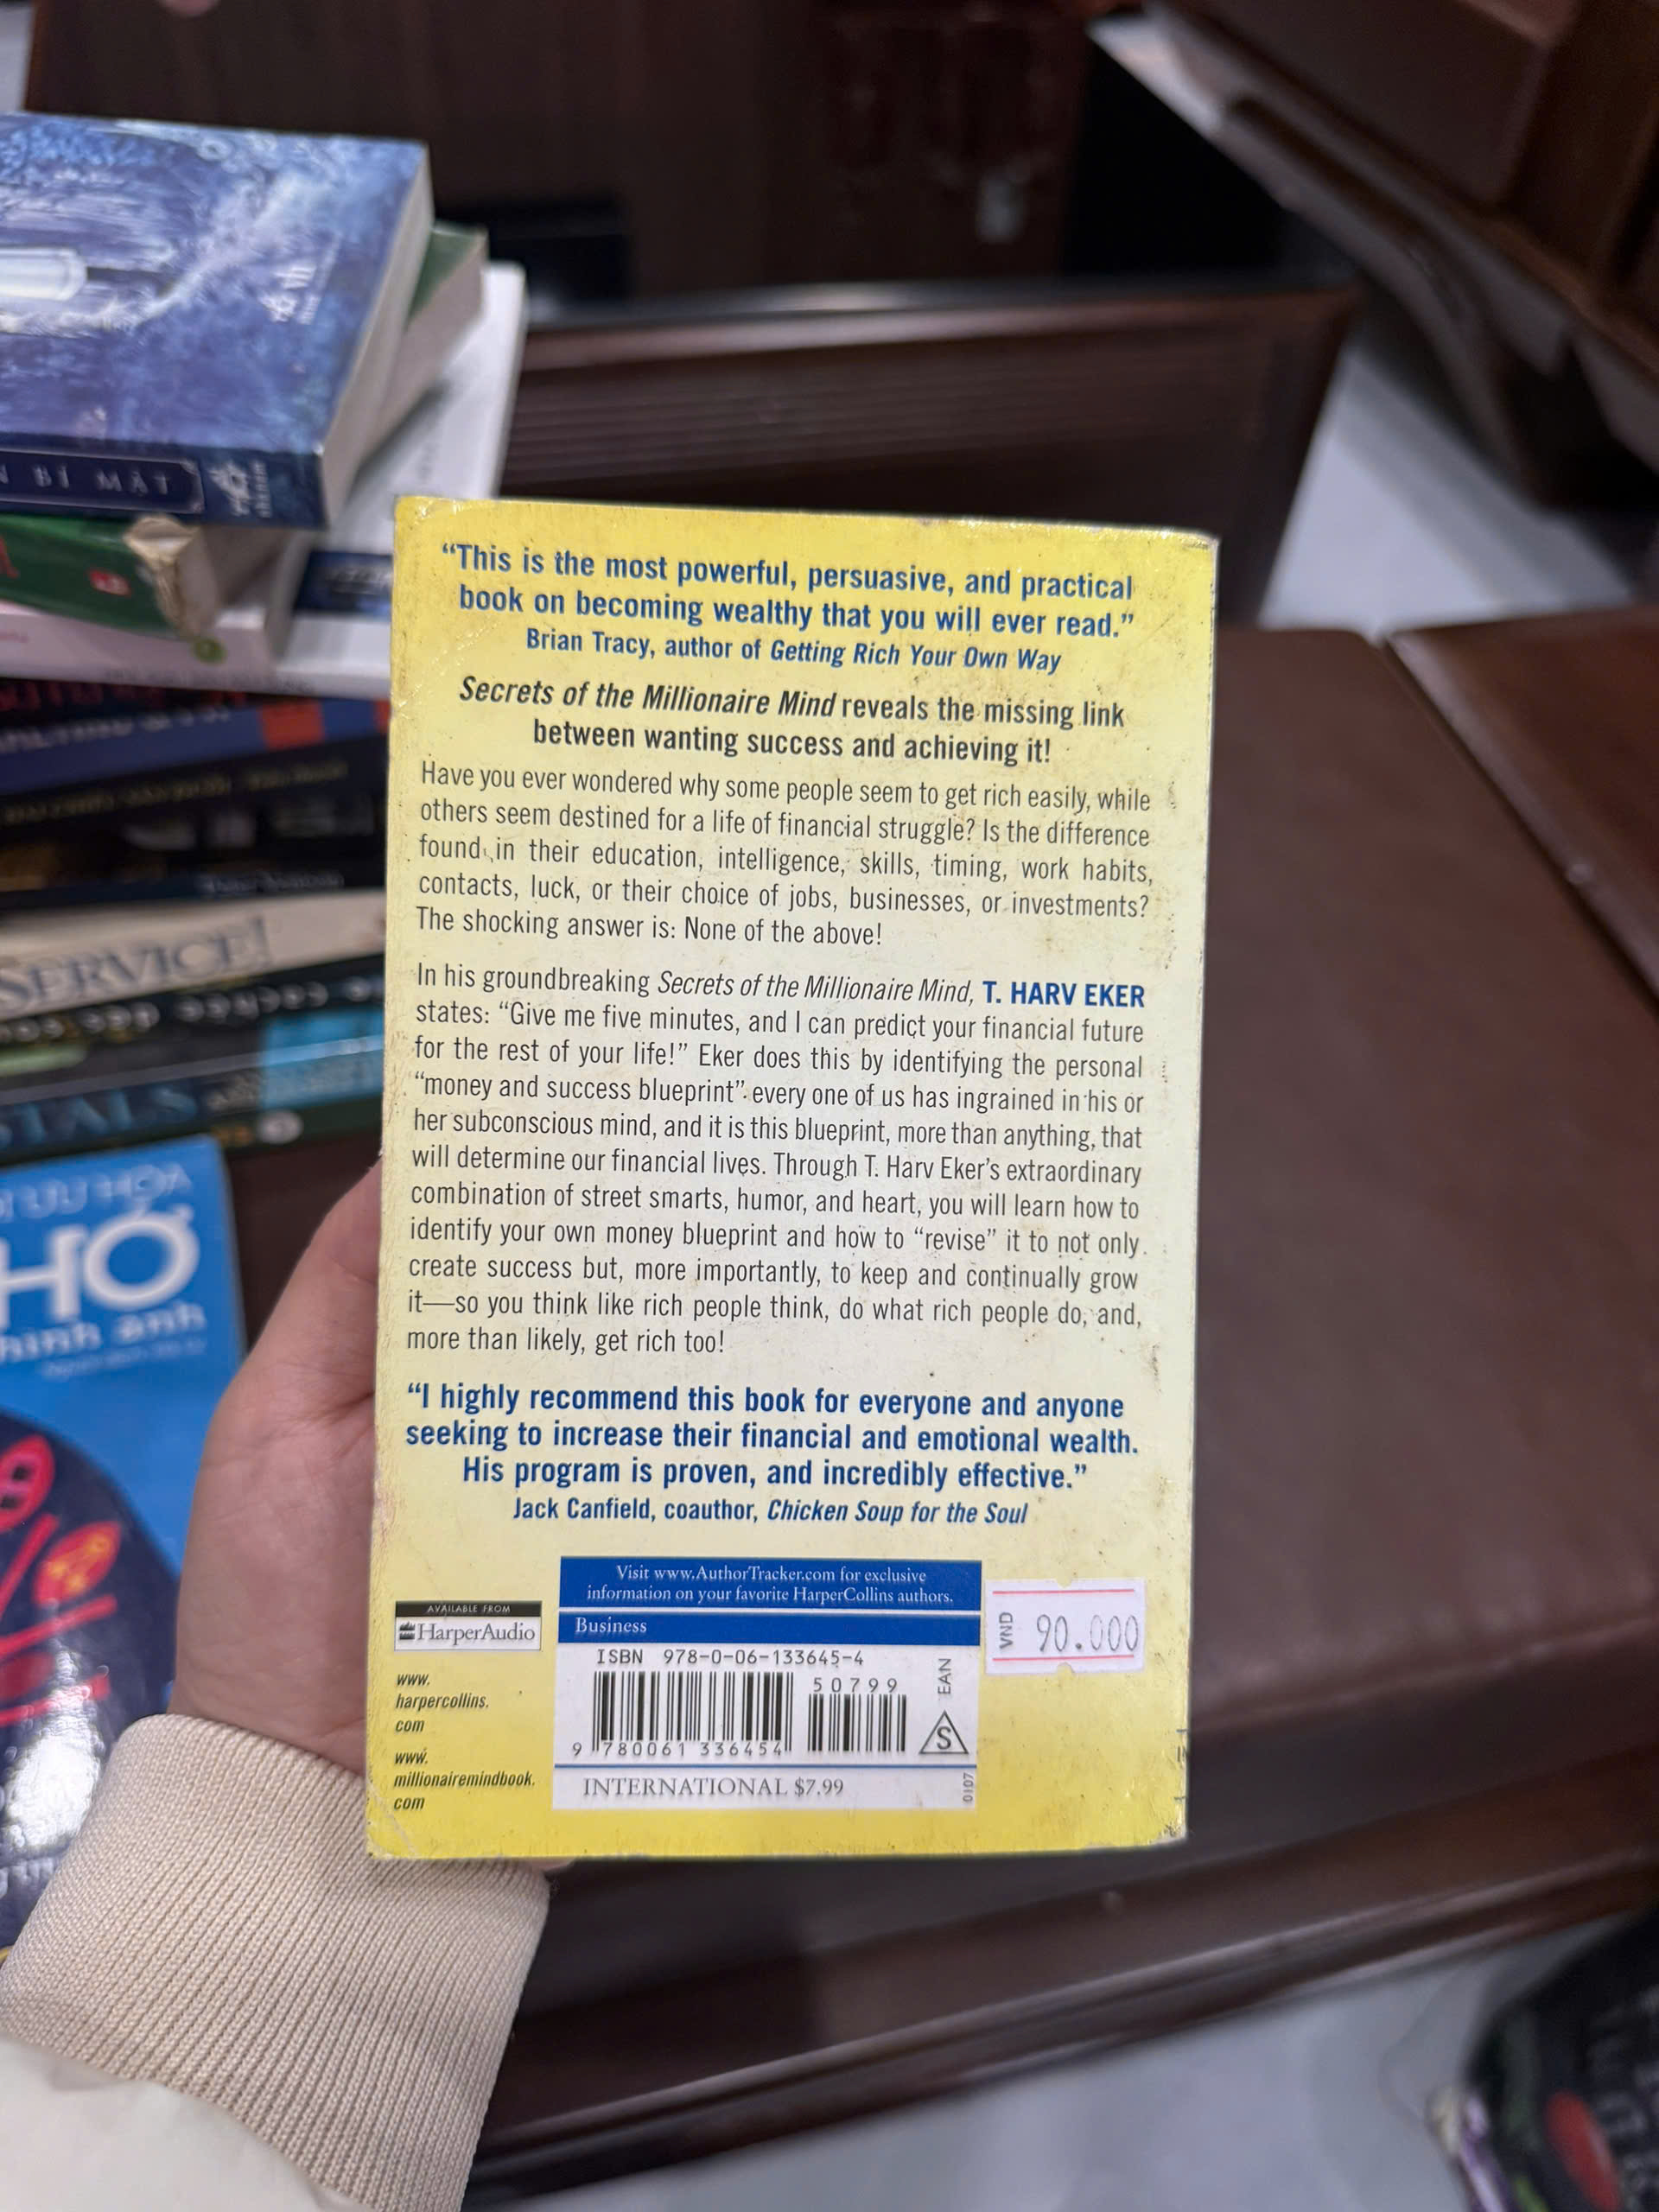 BÍ MẬT
SERVICE!
HỚ
hình ảnh
“This is the most powerful, persuasive, and practical
book on becoming wealthy that you will ever read.”
Brian Tracy, author of Getting Rich Your Own Way
Secrets of the Millionaire Mind reveals the missing link
between wanting success and achieving it!
Have you ever wondered why some people seem to get rich easily, while
others seem destined for a life of financial struggle? Is the difference
found in their education, intelligence, skills, timing, work habits,
contacts, luck, or their choice of jobs, businesses, or investments?
The shocking answer is: None of the above!
In his groundbreaking Secrets of the Millionaire Mind, T. HARV EKER
states: “Give me five minutes, and I can predict your financial future
for the rest of your life!” Eker does this by identifying the personal
“money and success blueprint” every one of us has ingrained in his or
her subconscious mind, and it is this blueprint, more than anything, that
will determine our financial lives. Through T. Harv Eker’s extraordinary
combination of street smarts, humor, and heart, you will learn how to
identify your own money blueprint and how to “revise” it to not only
create success but, more importantly, to keep and continually grow
it—so you think like rich people think, do what rich people do, and,
more than likely, get rich too!
“I highly recommend this book for everyone and anyone
seeking to increase their financial and emotional wealth.
His program is proven, and incredibly effective.”
Jack Canfield, coauthor, Chicken Soup for the Soul
Visit www.AuthorTracker.com for exclusive
information on your favorite HarperCollins authors.
AVAILABLE FROM
HarperAudio
www.
harpercollins.
com
www.
millionairemindbook.
com
Business
ISBN 978-0-06-133645-4
50799
9 780061 336454
EAN
S
INTERNATIONAL $7.99
0107
VND 90.000